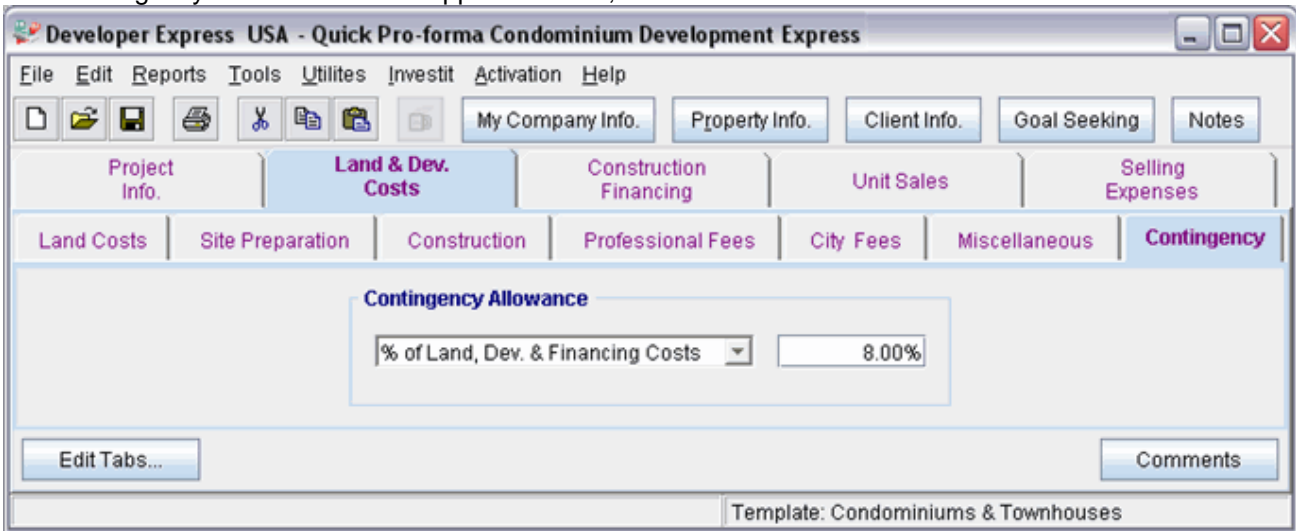 Developer Express USA - Quick Pro-forma Condominium Development Express
File Edit Reports Tools Utilites Investit Activation Help
My Company Info. Property Info. Client Info. Goal Seeking Notes
Project Info. Land & Dev. Costs Construction Financing Unit Sales Selling Expenses
Land Costs Site Preparation Construction Professional Fees City Fees Miscellaneous Contingency
Contingency Allowance
% of Land, Dev. & Financing Costs 8.00%
Edit Tabs... Comments
Template: Condominiums & Townhouses